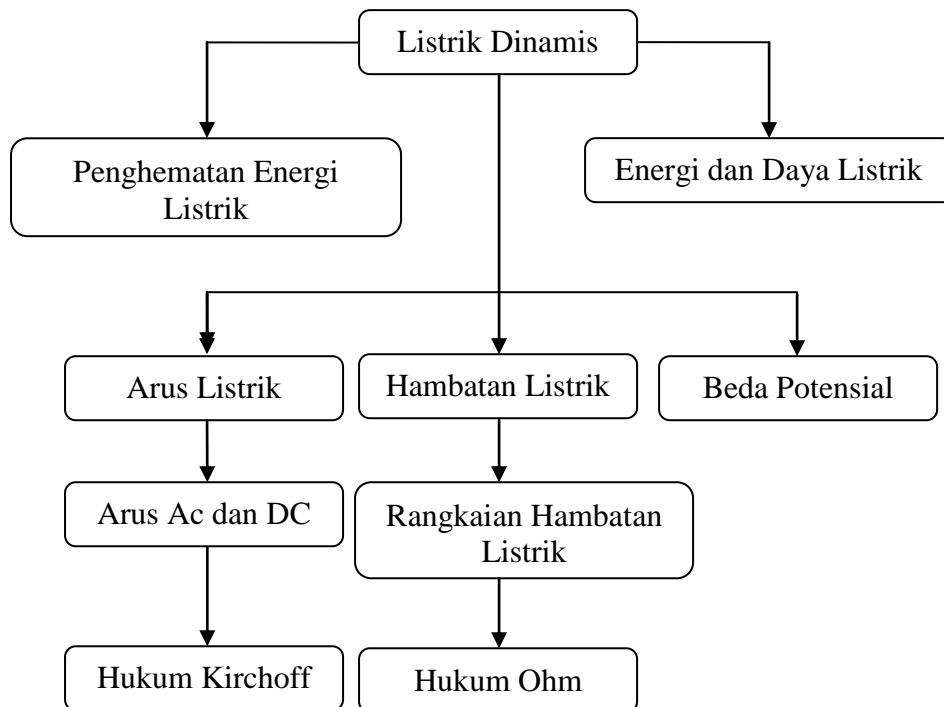 Listrik Dinamis
Penghematan Energi
Listrik
Energi dan Daya Listrik
Arus Listrik
Hambatan Listrik
Beda Potensial
Arus Ac dan DC
Rangkaian Hambatan
Listrik
Hukum Kirchoff
Hukum Ohm